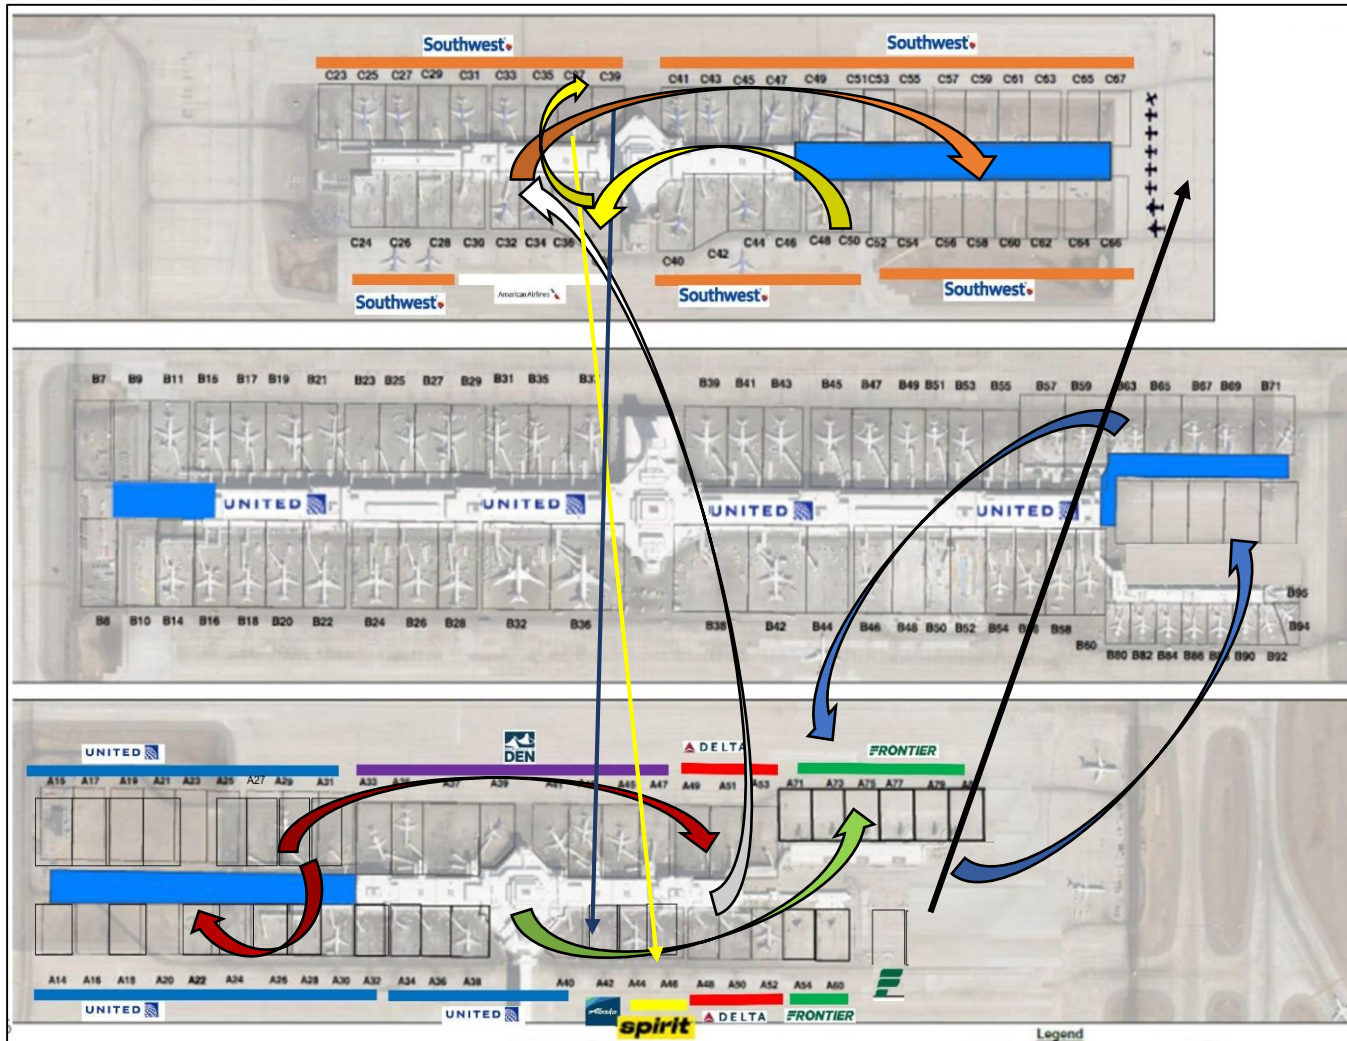 Southwest Southwest
C23 C25 C27 C29 C31 C33 C35 C37 C39 C41 C43 C45 C47 C49 C51 C53 C55 C57 C59 C61 C63 C65 C67
C24 C26 C28 C30 C32 C34 C36 C40 C42 C44 C46 C48 C50 C52 C54 C56 C58 C60 C62 C64 C66
Southwest American Airlines Southwest Southwest
B7 B9 B11 B15 B17 B19 B21 B23 B25 B27 B29 B31 B35 B39 B41 B43 B45 B47 B49 B51 B53 B55 B57 B59 B63 B65 B67 B69 B71
UNITED UNITED UNITED UNITED
B95
B8 B10 B14 B16 B18 B20 B22 B24 B26 B28 B32 B36 B38 B42 B44 B46 B48 B50 B52 B54 B58 B60 B80 B82 B84 B86 B90 B92 B94
UNITED DEN DELTA FRONTIER
A15 A17 A19 A21 A23 A25 A27 A29 A31 A33 A37 A39 A41 A45 A47 A49 A51 A53 A71 A73 A75 A77 A79
A14 A16 A18 A20 A22 A24 A26 A28 A30 A32 A34 A36 A38 A40 A42 A44 A46 A48 A50 A52 A54 A60
UNITED UNITED Alaska spirit DELTA FRONTIER F
Legend